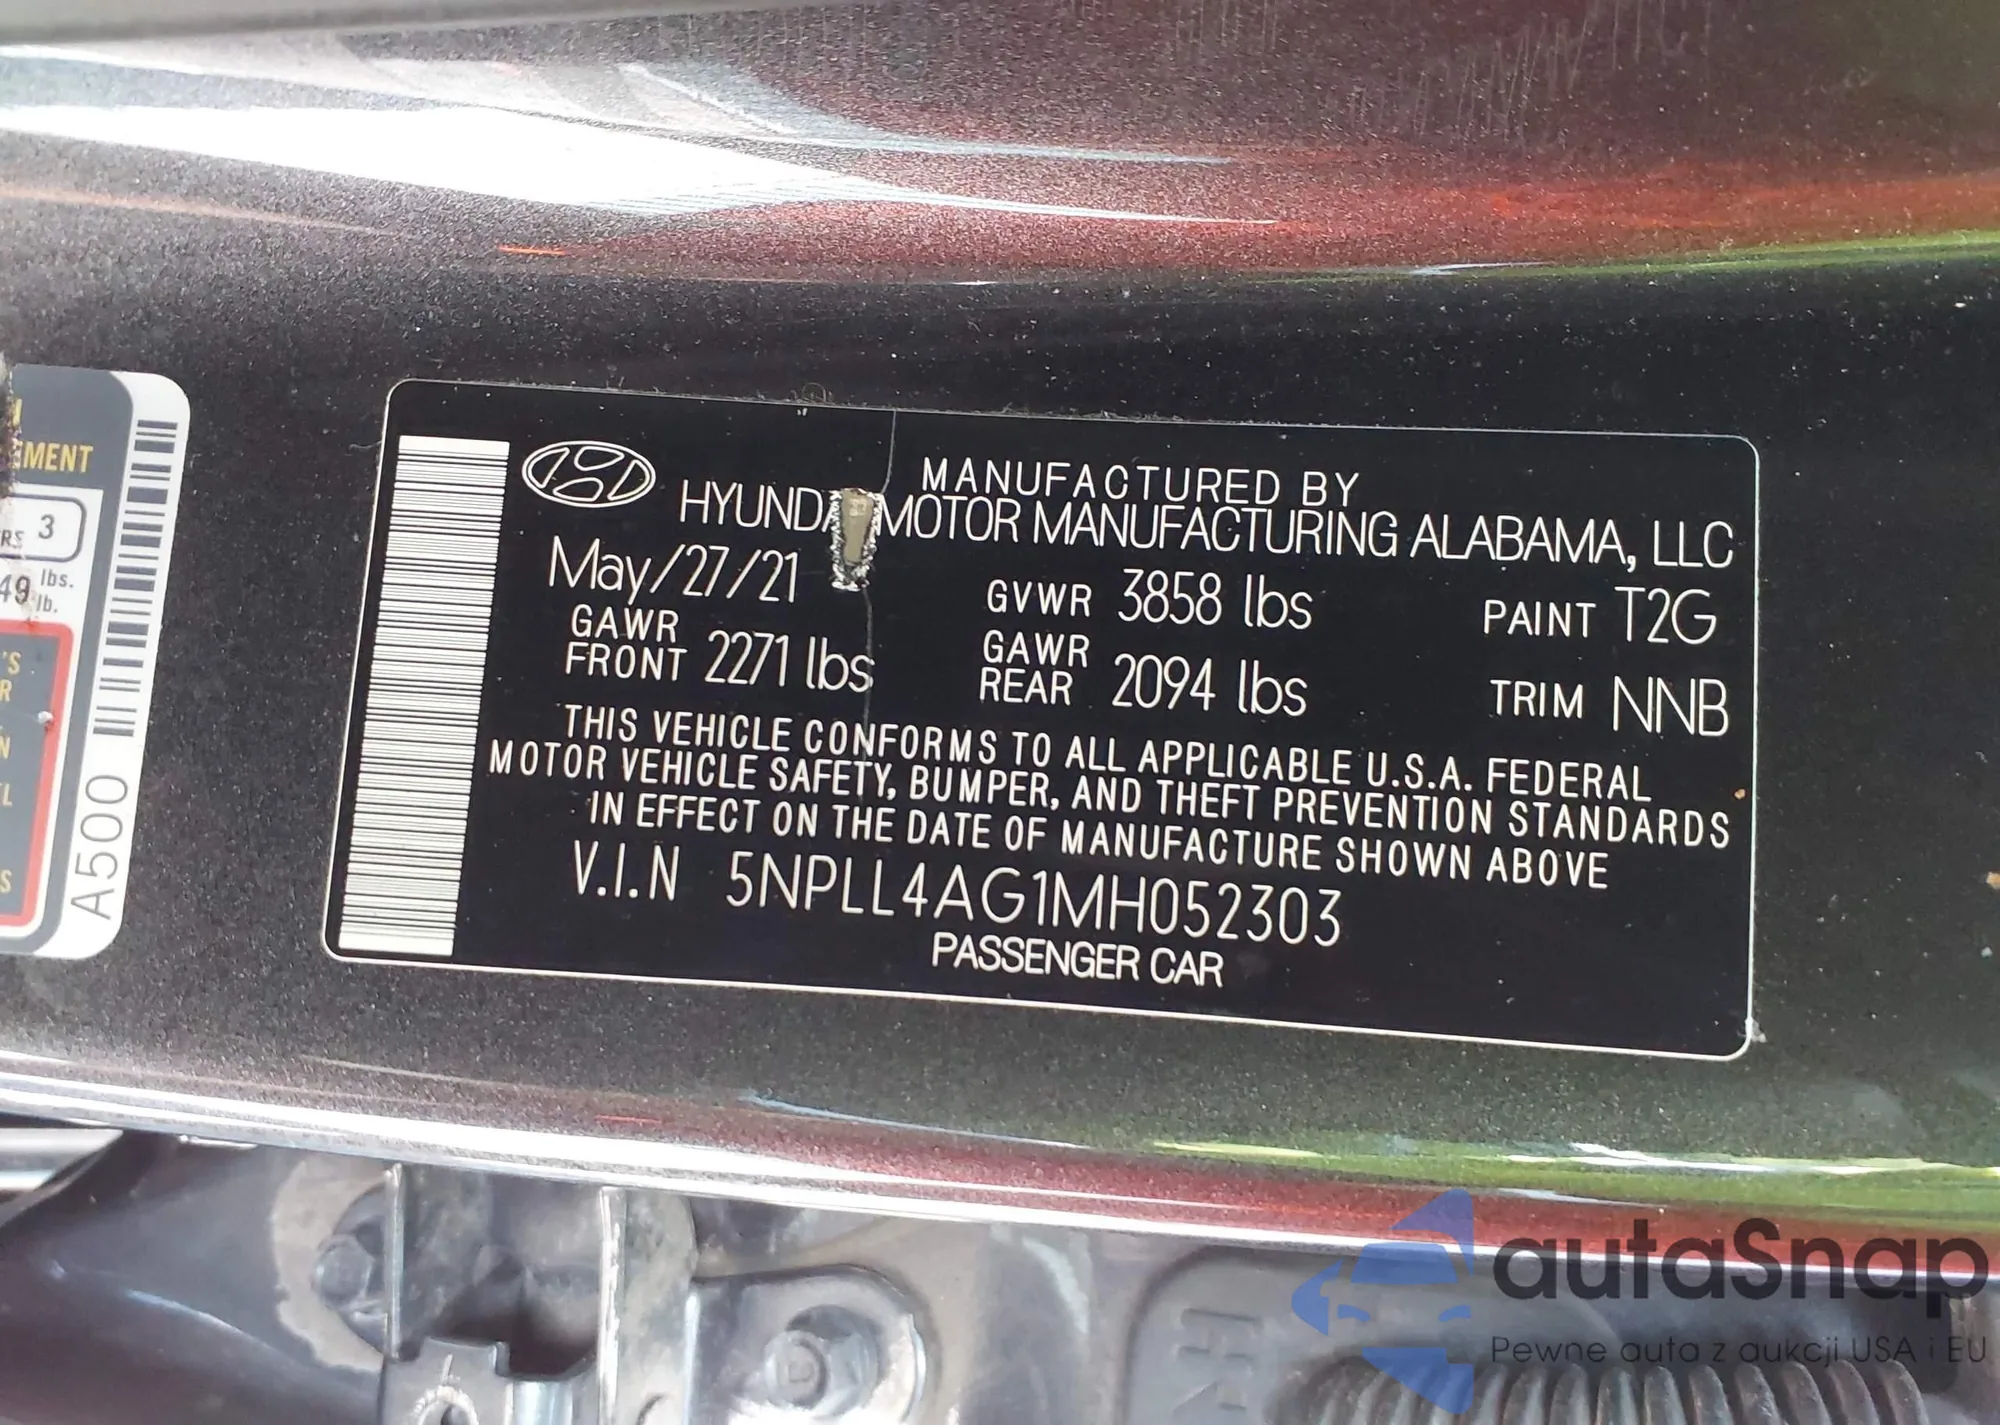 EMENT
3
49 lbs.
lb.
A500
MANUFACTURED BY
HYUNDA MOTOR MANUFACTURING ALABAMA, LLC
May/27/21 GVWR 3858 lbs PAINT T2G
GAWR FRONT 2271 lbs GAWR REAR 2094 lbs TRIM NNB
THIS VEHICLE CONFORMS TO ALL APPLICABLE U.S.A. FEDERAL
MOTOR VEHICLE SAFETY, BUMPER, AND THEFT PREVENTION STANDARDS
IN EFFECT ON THE DATE OF MANUFACTURE SHOWN ABOVE
V.I.N 5NPLL4AG1MH052303
PASSENGER CAR
autaSnap
Pewne auta z aukcji USA i EU